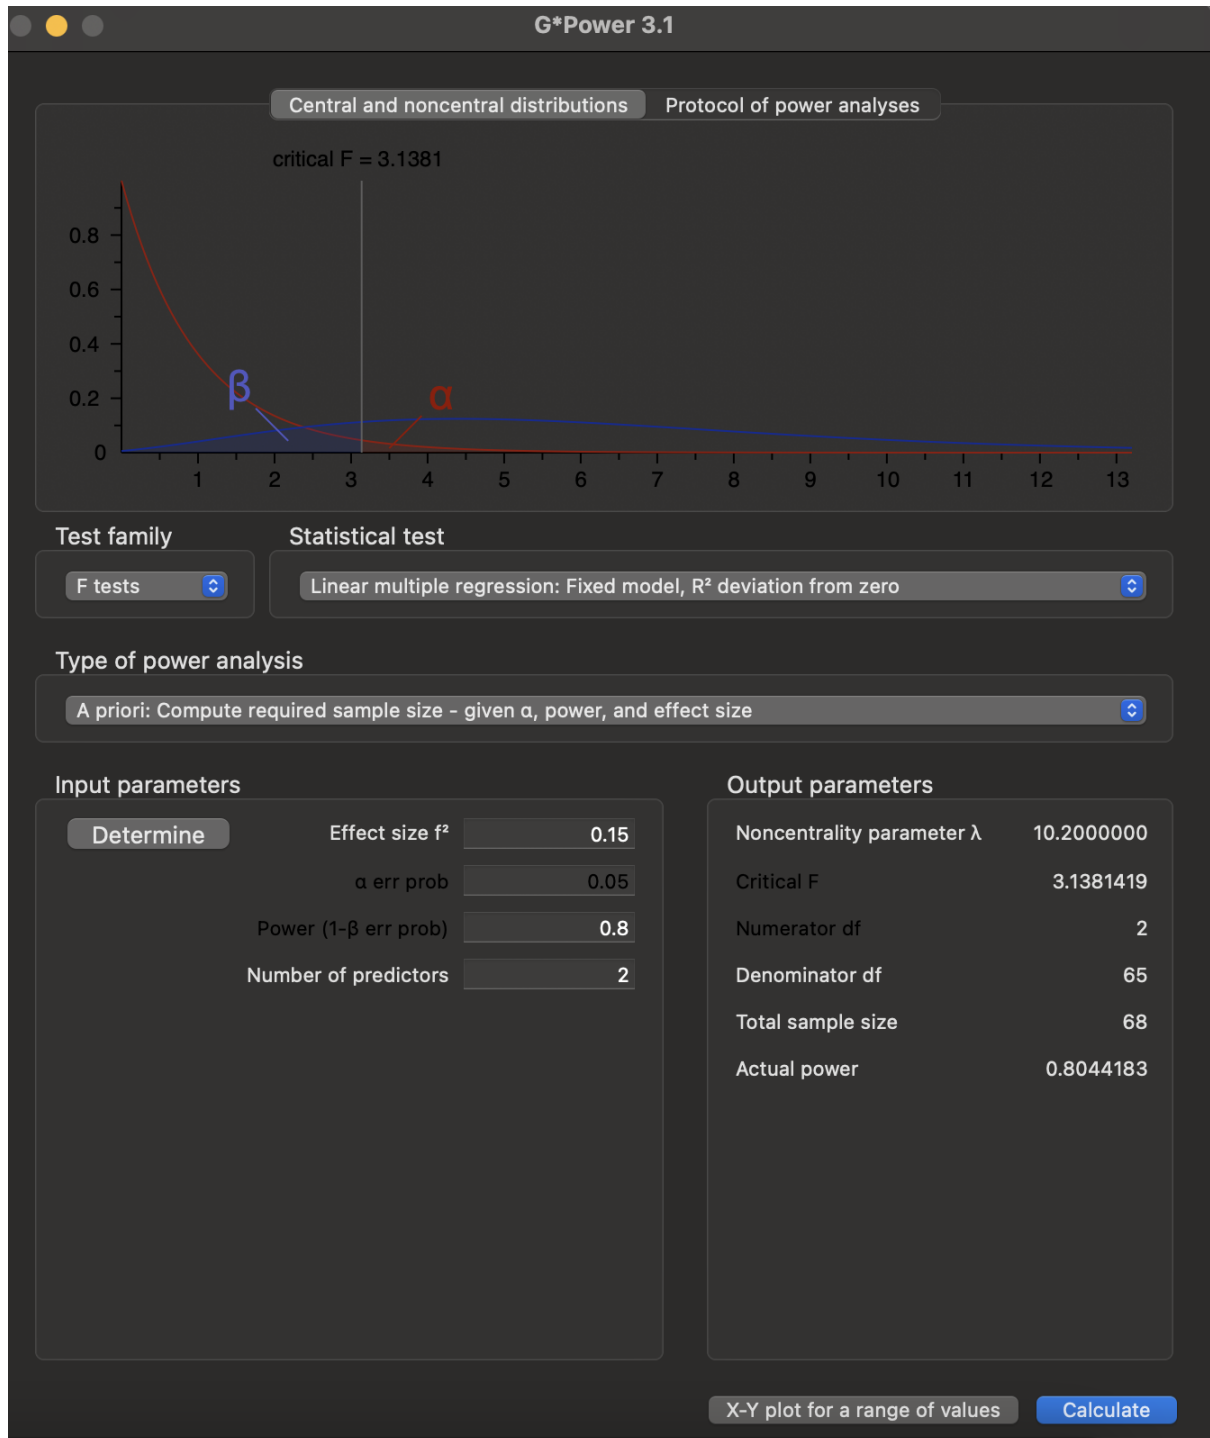 G*Power 3.1
Central and noncentral distributions
Protocol of power analyses
critical F = 3.1381
0.8
0.6
0.4
0.2
0
β
α
1 2 3 4 5 6 7 8 9 10 11 12 13
Test family
Statistical test
F tests
Linear multiple regression: Fixed model, R² deviation from zero
Type of power analysis
A priori: Compute required sample size - given α, power, and effect size
Input parameters
Determine
Effect size f² 0.15
α err prob 0.05
Power (1-β err prob) 0.8
Number of predictors 2
Output parameters
Noncentrality parameter λ 10.2000000
Critical F 3.1381419
Numerator df 2
Denominator df 65
Total sample size 68
Actual power 0.8044183
X-Y plot for a range of values
Calculate